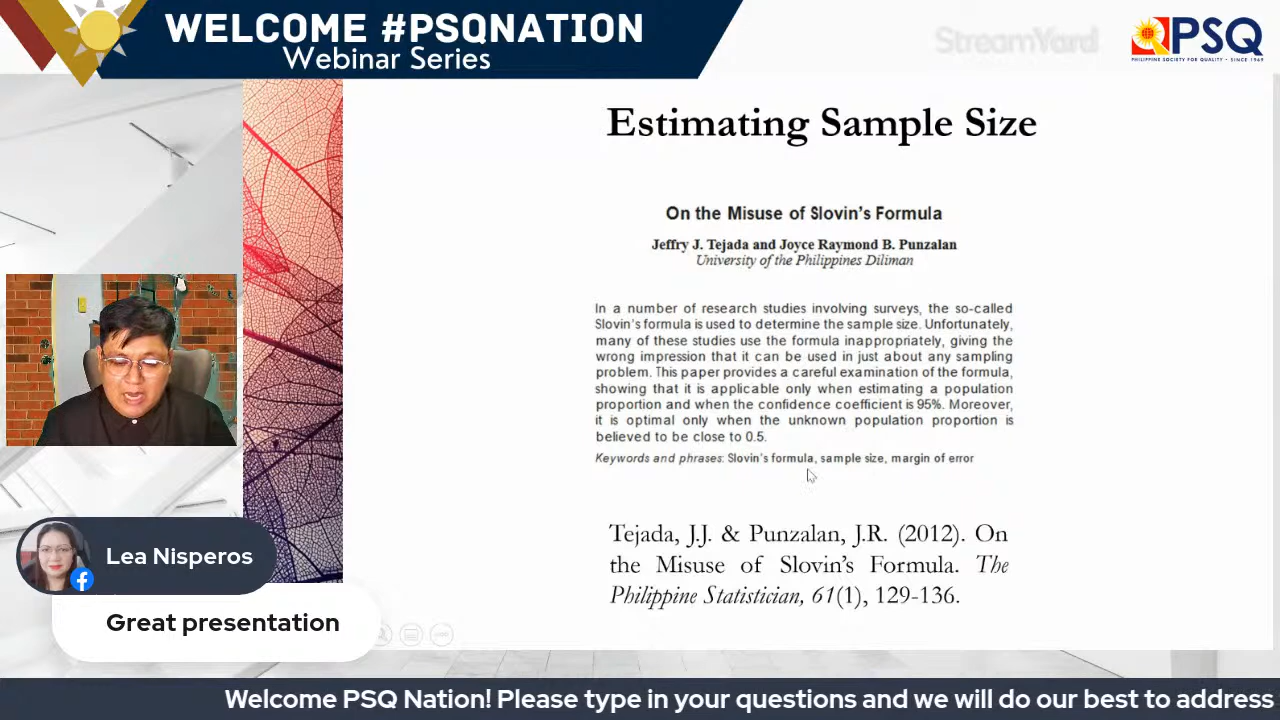 WELCOME #PSQNATION
Webinar Series
StreamYard
PSQ
PHILIPPINE SOCIETY FOR QUALITY - SINCE 1969
Estimating Sample Size
On the Misuse of Slovin's Formula
Jeffry J. Tejada and Joyce Raymond B. Punzalan
University of the Philippines Diliman
In a number of research studies involving surveys, the so-called
Slovin's formula is used to determine the sample size. Unfortunately,
many of these studies use the formula inappropriately, giving the
wrong impression that it can be used in just about any sampling
problem. This paper provides a careful examination of the formula,
showing that it is applicable only when estimating a population
proportion and when the confidence coefficient is 95%. Moreover,
it is optimal only when the unknown population proportion is
believed to be close to 0.5.
Keywords and phrases: Slovin's formula, sample size, margin of error
Tejada, J.J. & Punzalan, J.R. (2012). On
the Misuse of Slovin's Formula. The
Philippine Statistician, 61(1), 129-136.
Lea Nisperos
Great presentation
Welcome PSQ Nation! Please type in your questions and we will do our best to address